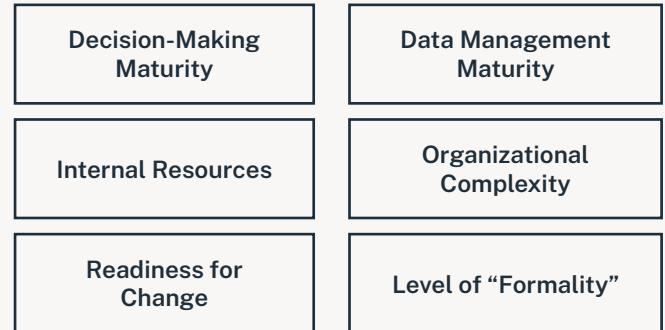 Decision-Making
Maturity
Data Management
Maturity
Internal Resources
Organizational
Complexity
Readiness for
Change
Level of “Formality”